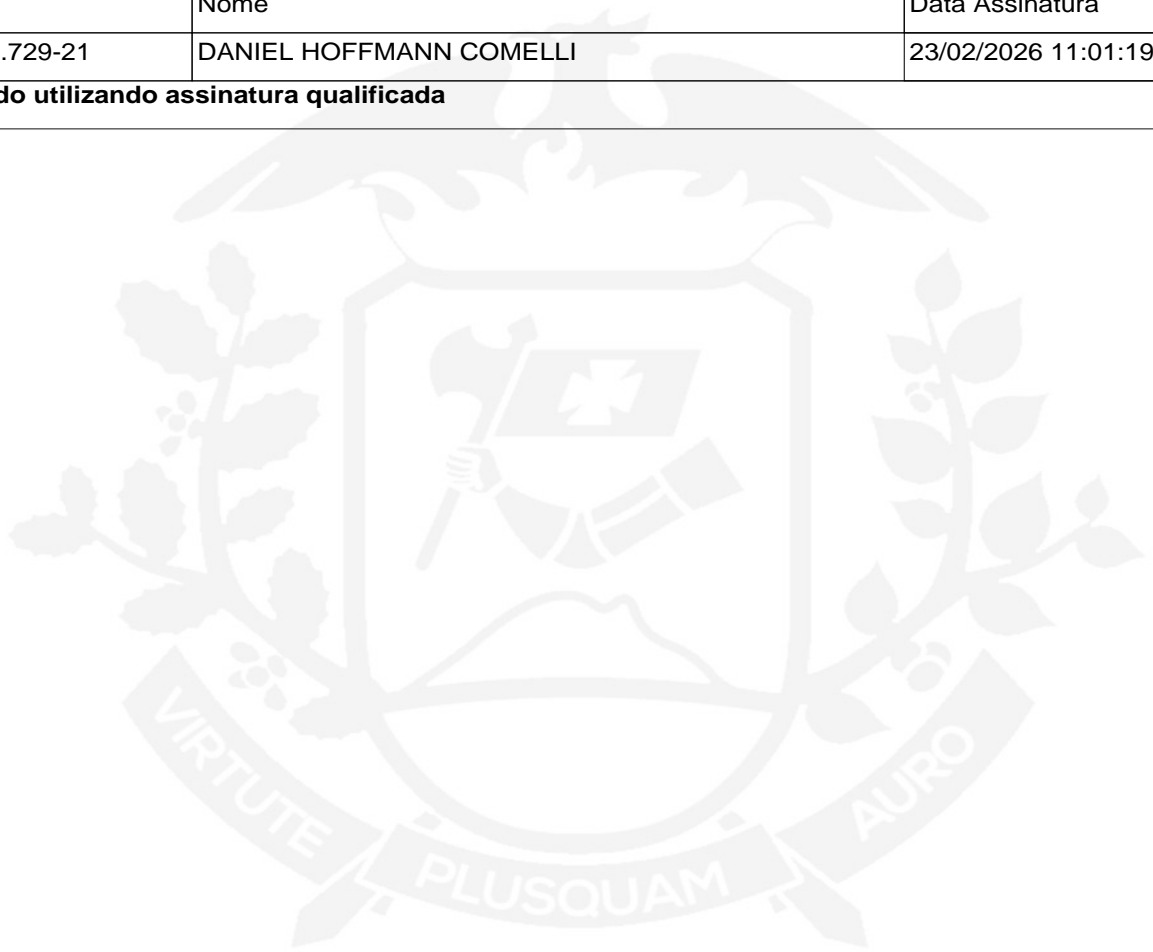 Nome Data Assinatura
.729-21 DANIEL HOFFMANN COMELLI 23/02/2026 11:01:19
do utilizando assinatura qualificada
VIRTUTE PLUSQUAM AURO